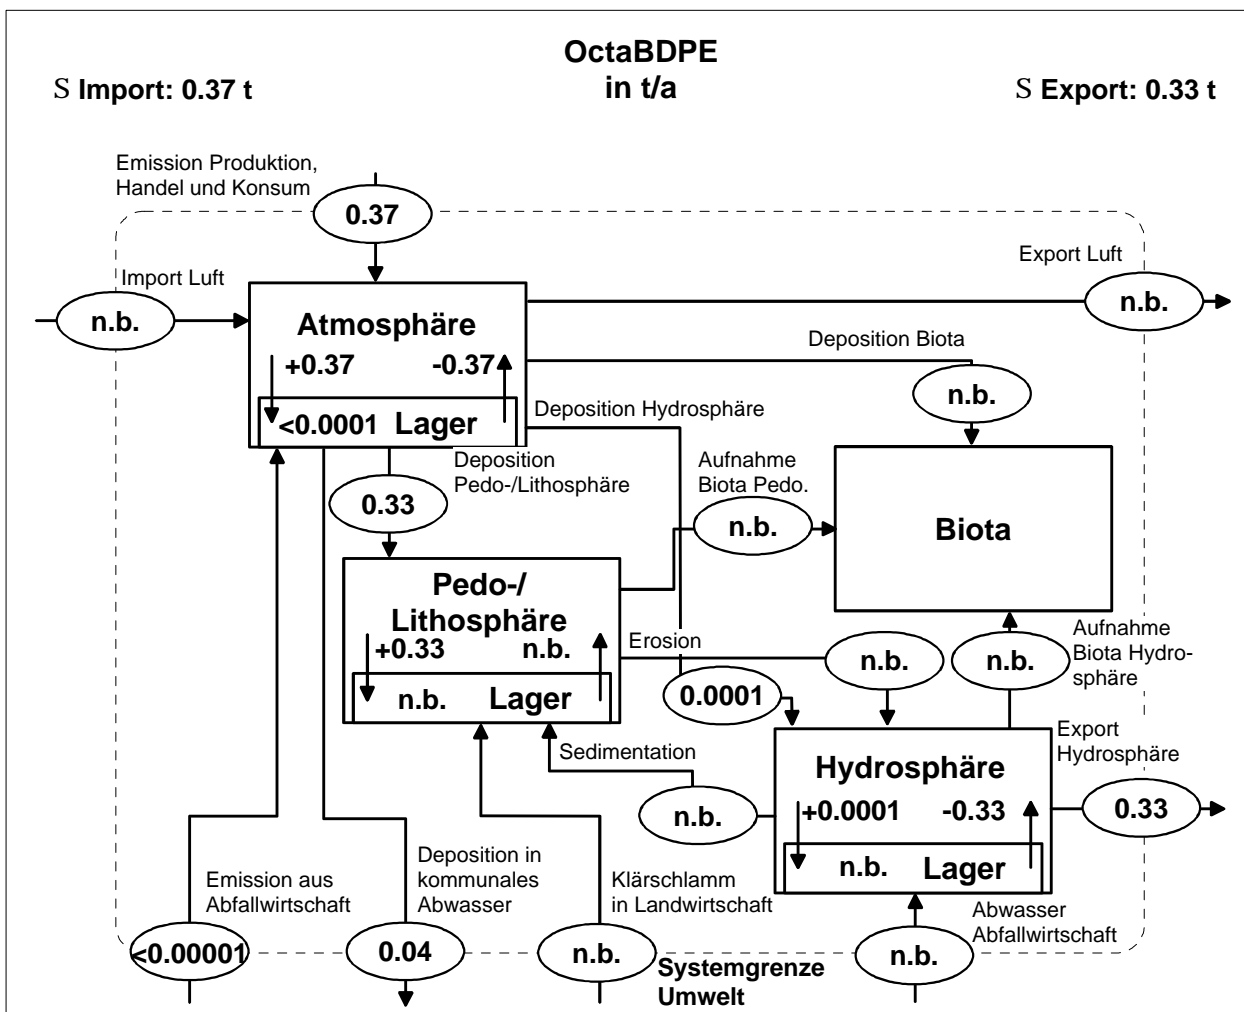 OctaBDPE
in t/a
S Import: 0.37 t
S Export: 0.33 t
Emission Produktion,
Handel und Konsum
0.37
Import Luft
n.b.
Export Luft
n.b.
Atmosphäre
+0.37 -0.37
<0.0001 Lager
Deposition Biota
n.b.
Deposition Hydrosphäre
Deposition
Pedo-/Lithosphäre
0.33
Aufnahme
Biota Pedo.
n.b.
Biota
Pedo-/
Lithosphäre
+0.33 n.b.
n.b. Lager
Erosion
n.b.
n.b.
Aufnahme
Biota Hydro-
sphäre
0.0001
Sedimentation
n.b.
Hydrosphäre
+0.0001 -0.33
n.b. Lager
Export
Hydrosphäre
0.33
Emission aus
Abfallwirtschaft
<0.00001
Deposition in
kommunales
Abwasser
0.04
Klärschlamm
in Landwirtschaft
n.b.
Abwasser
Abfallwirtschaft
n.b.
Systemgrenze
Umwelt